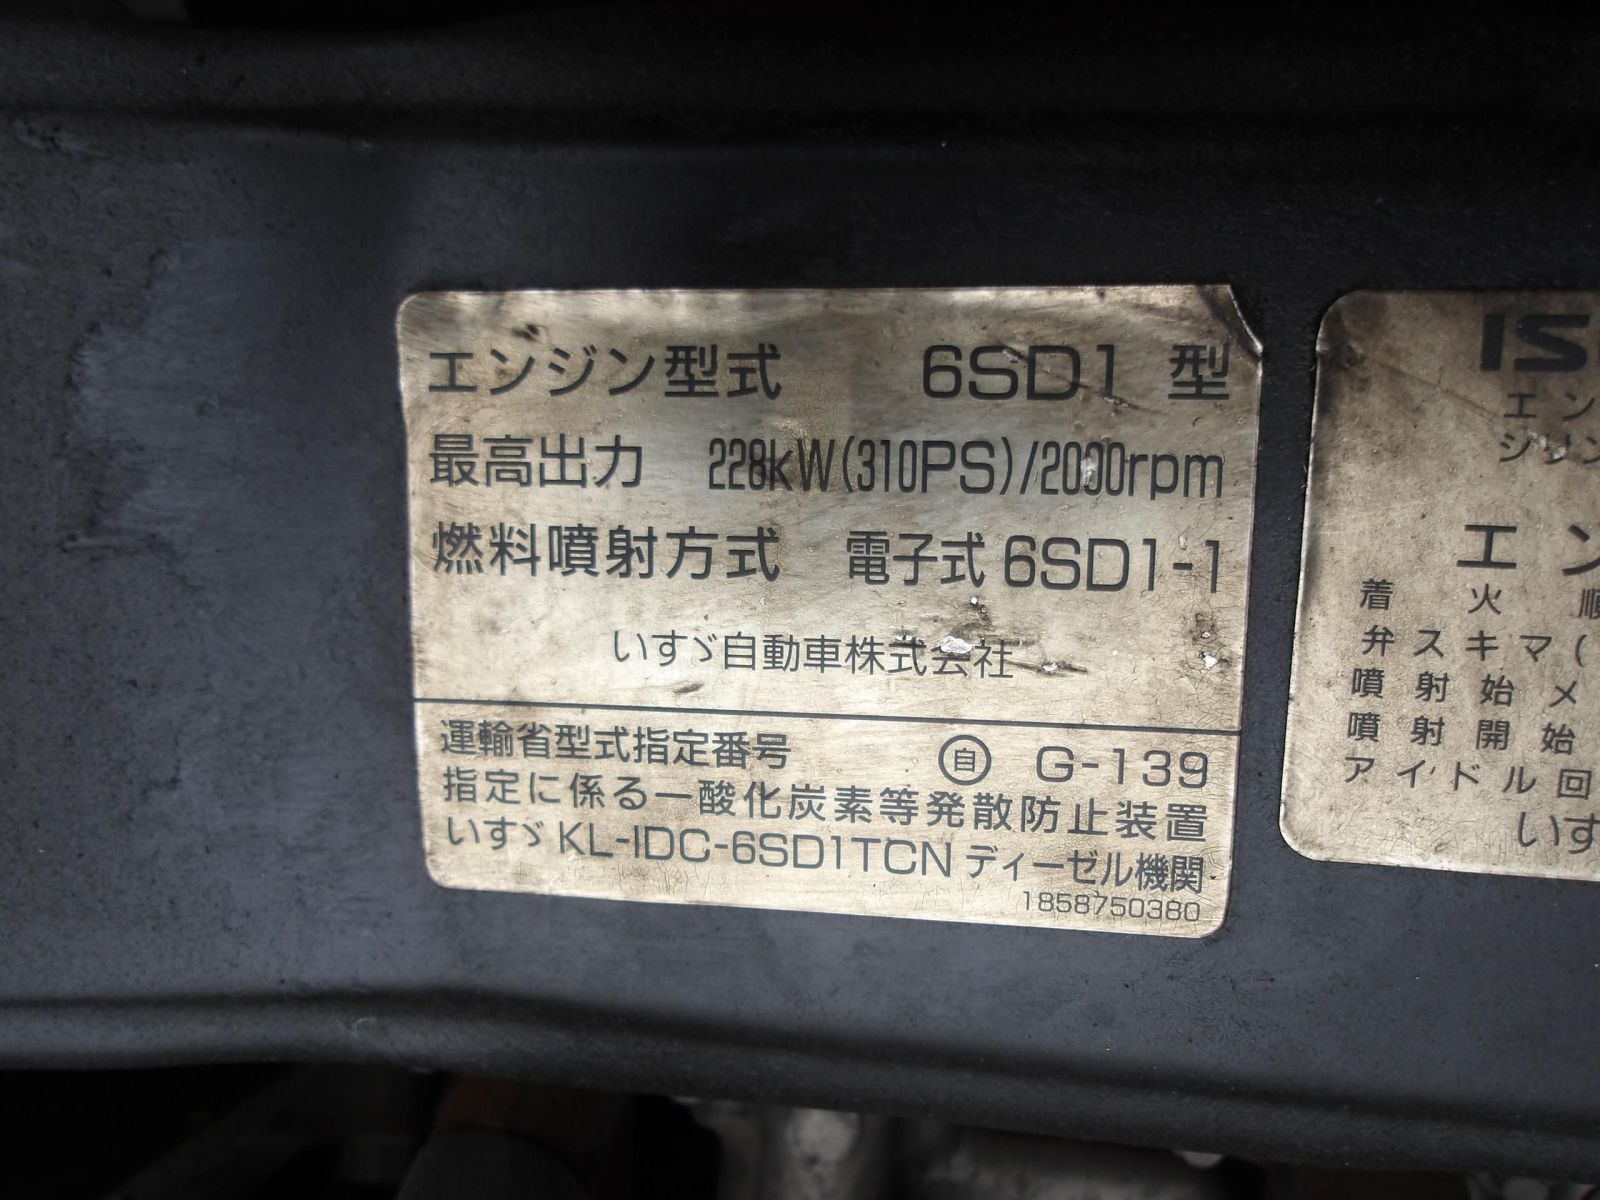 エンジン型式 6SD1 型
最高出力 228kW(310PS)/2000rpm
燃料噴射方式 電子式 6SD1-1
いすゞ自動車株式会社
運輸省型式指定番号 自 G-139
指定に係る一酸化炭素等発散防止装置
いすゞ KL-IDC-6SD1TCN ディーゼル機関
1858750380
IS
エン
シリン
エン
着 火 順
弁 ス キ マ (
噴 射 始 メ
噴 射 開 始
ア イ ド ル 回
いす